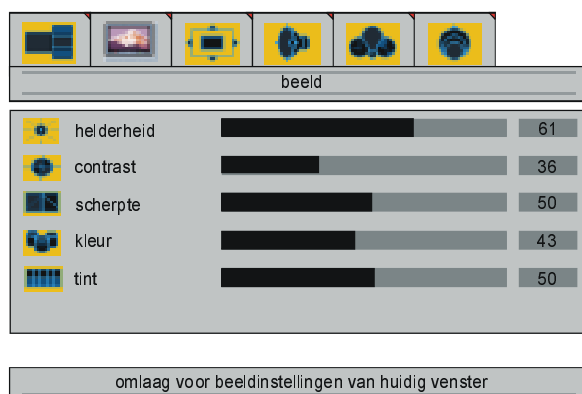 beeld
helderheid 61
contrast 36
scherpte 50
kleur 43
tint 50
omlaag voor beeldinstellingen van huidig venster